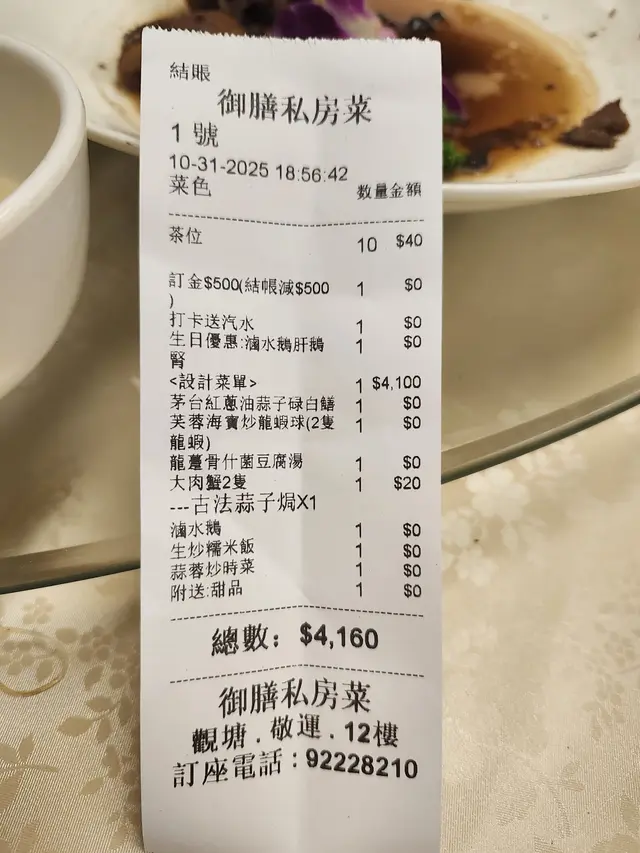 結賬
御膳私房菜
1 號
10-31-2025 18:56:42
菜色 数量金額
茶位 10 $40
訂金$500(結帳減$500 1 $0
)
打卡送汽水 1 $0
生日優惠:滷水鵝肝鵝 1 $0
腎
<設計菜單> 1 $4,100
茅台紅蔥油蒜子碌白鱔 1 $0
芙蓉海寶炒龍蝦球(2隻 1 $0
龍蝦)
龍躉骨什菌豆腐湯 1 $0
大肉蟹2隻 1 $20
---古法蒜子焗X1
滷水鵝 1 $0
生炒糯米飯 1 $0
蒜蓉炒時菜 1 $0
附送:甜品 1 $0
總數: $4,160
御膳私房菜
觀塘 . 敬運 . 12樓
訂座電話:92228210